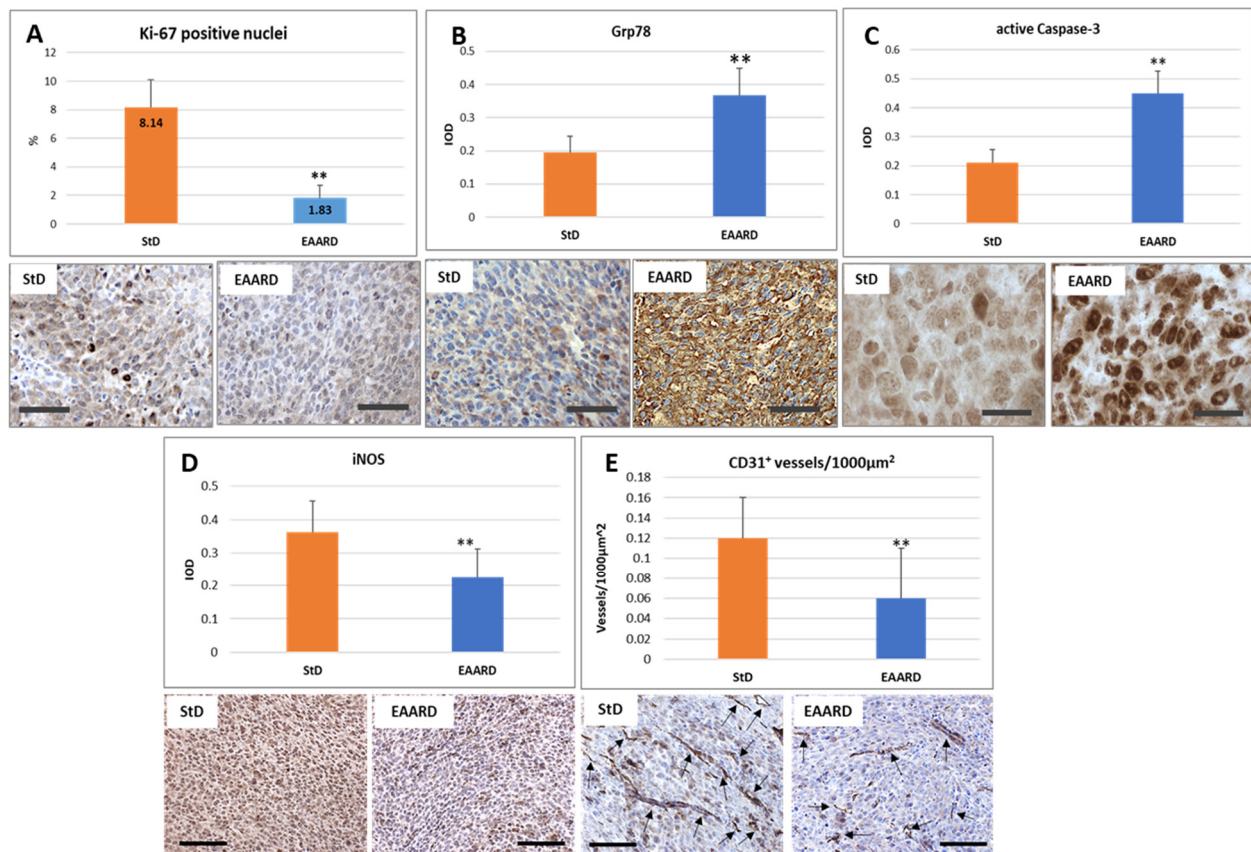 A
Ki-67 positive nuclei
12
10
8
6
4
2
0
%
8.14
**
1.83
StD
EAARD
StD
EAARD
B
Grp78
0.5
0.4
0.3
0.2
0.1
0
IOD
**
StD
EAARD
StD
EAARD
C
active Caspase-3
0.6
0.5
0.4
0.3
0.2
0.1
0
IOD
**
StD
EAARD
StD
EAARD
D
iNOS
0.5
0.4
0.3
0.2
0.1
0
IOD
**
StD
EAARD
StD
EAARD
E
CD31⁺ vessels/1000µm²
0.18
0.16
0.14
0.12
0.1
0.08
0.06
0.04
0.02
0
Vessels/1000µm^2
**
StD
EAARD
StD
EAARD